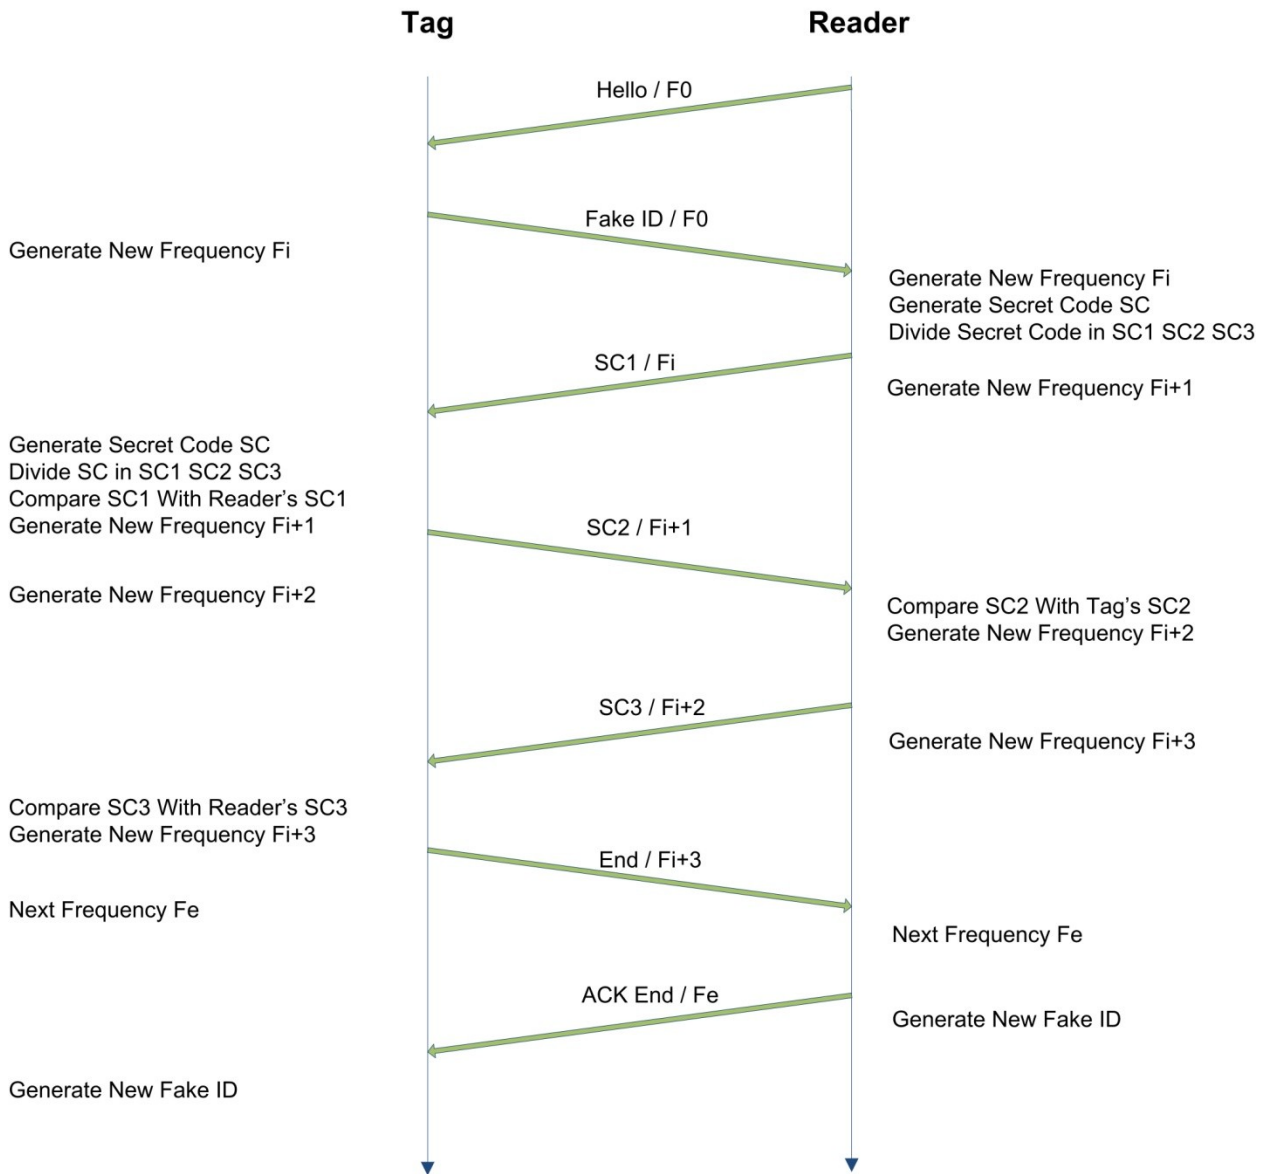 Tag
Reader
Hello / F0
Fake ID / F0
Generate New Frequency Fi
Generate New Frequency Fi
Generate Secret Code SC
Divide Secret Code in SC1 SC2 SC3
SC1 / Fi
Generate New Frequency Fi+1
Generate Secret Code SC
Divide SC in SC1 SC2 SC3
Compare SC1 With Reader’s SC1
Generate New Frequency Fi+1
SC2 / Fi+1
Generate New Frequency Fi+2
Compare SC2 With Tag’s SC2
Generate New Frequency Fi+2
SC3 / Fi+2
Generate New Frequency Fi+3
Compare SC3 With Reader’s SC3
Generate New Frequency Fi+3
End / Fi+3
Next Frequency Fe
Next Frequency Fe
ACK End / Fe
Generate New Fake ID
Generate New Fake ID